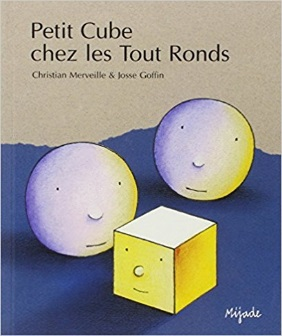 Petit Cube
chez les Tout Ronds
Christian Merveille & Josse Goffin
Mijade